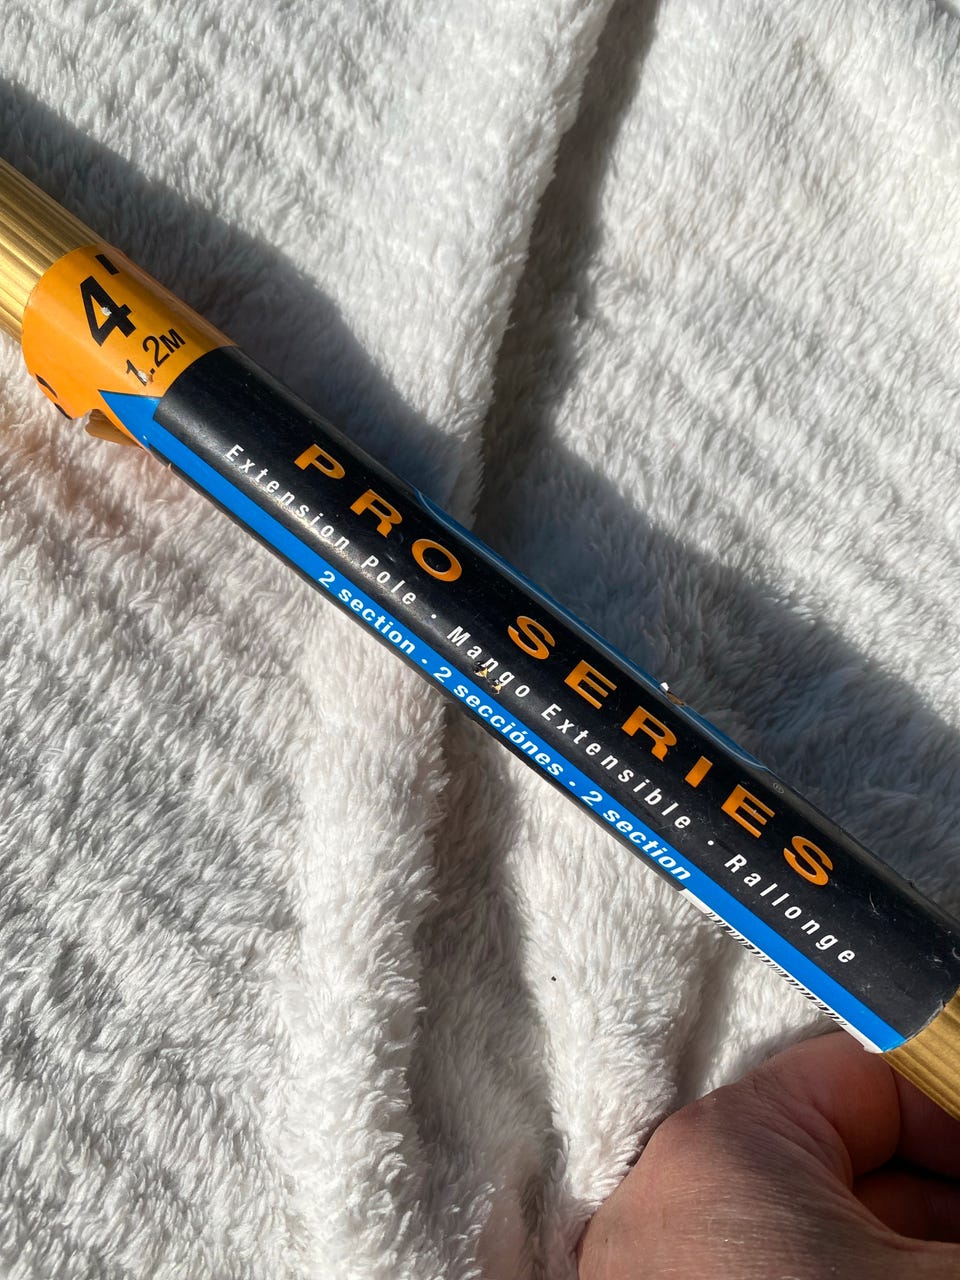 4'
1.2M
PRO SERIES
Extension Pole · Mango Extensible · Rallonge
2 section · 2 secciónes · 2 section